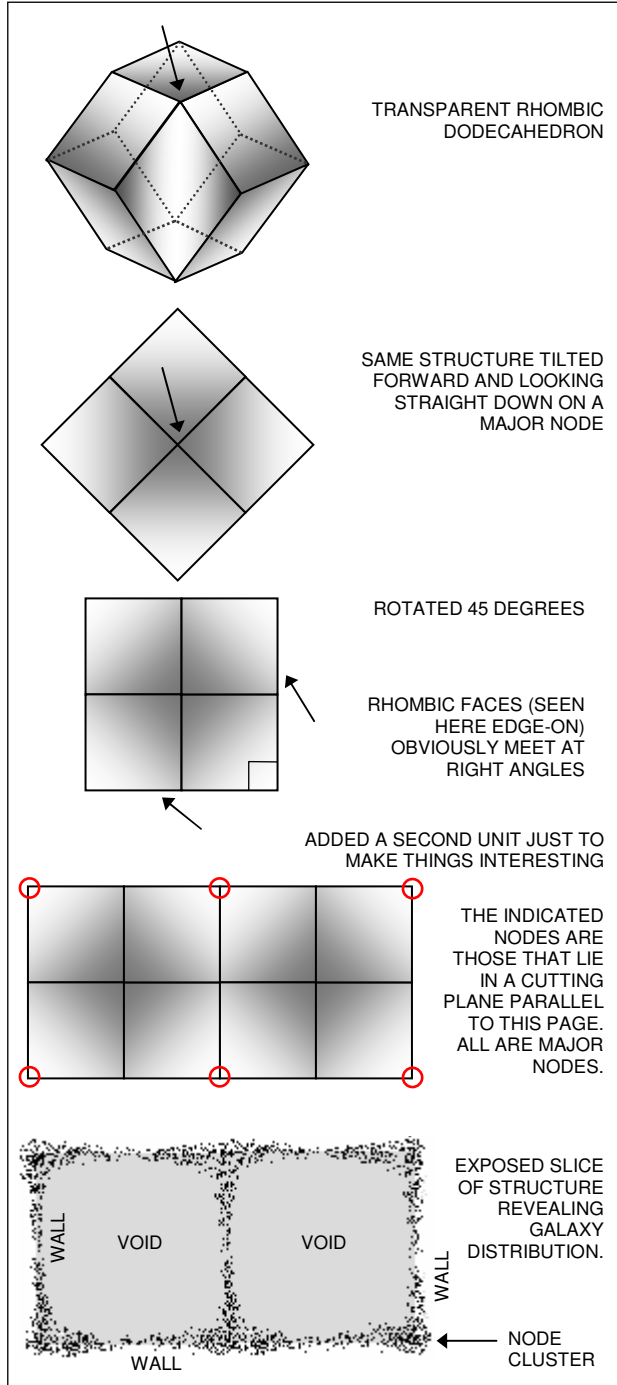 TRANSPARENT RHOMBIC
DODECAHEDRON
SAME STRUCTURE TILTED
FORWARD AND LOOKING
STRAIGHT DOWN ON A
MAJOR NODE
ROTATED 45 DEGREES
RHOMBIC FACES (SEEN
HERE EDGE-ON)
OBVIOUSLY MEET AT
RIGHT ANGLES
ADDED A SECOND UNIT JUST TO
MAKE THINGS INTERESTING
THE INDICATED
NODES ARE
THOSE THAT LIE
IN A CUTTING
PLANE PARALLEL
TO THIS PAGE.
ALL ARE MAJOR
NODES.
EXPOSED SLICE
OF STRUCTURE
REVEALING
GALAXY
DISTRIBUTION.
WALL
VOID
VOID
WALL
WALL
NODE
CLUSTER